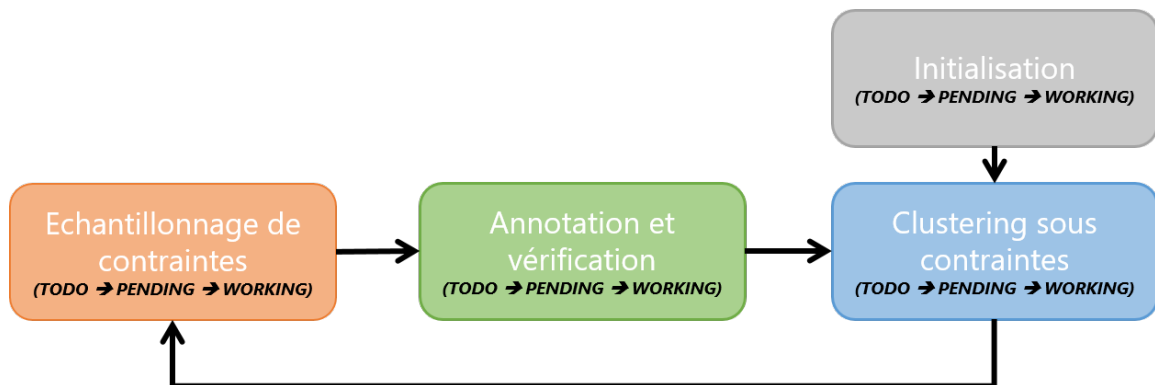 Initialisation
(TODO ➔ PENDING ➔ WORKING)
Echantillonnage de
contraintes
(TODO ➔ PENDING ➔ WORKING)
Annotation et
vérification
(TODO ➔ PENDING ➔ WORKING)
Clustering sous
contraintes
(TODO ➔ PENDING ➔ WORKING)